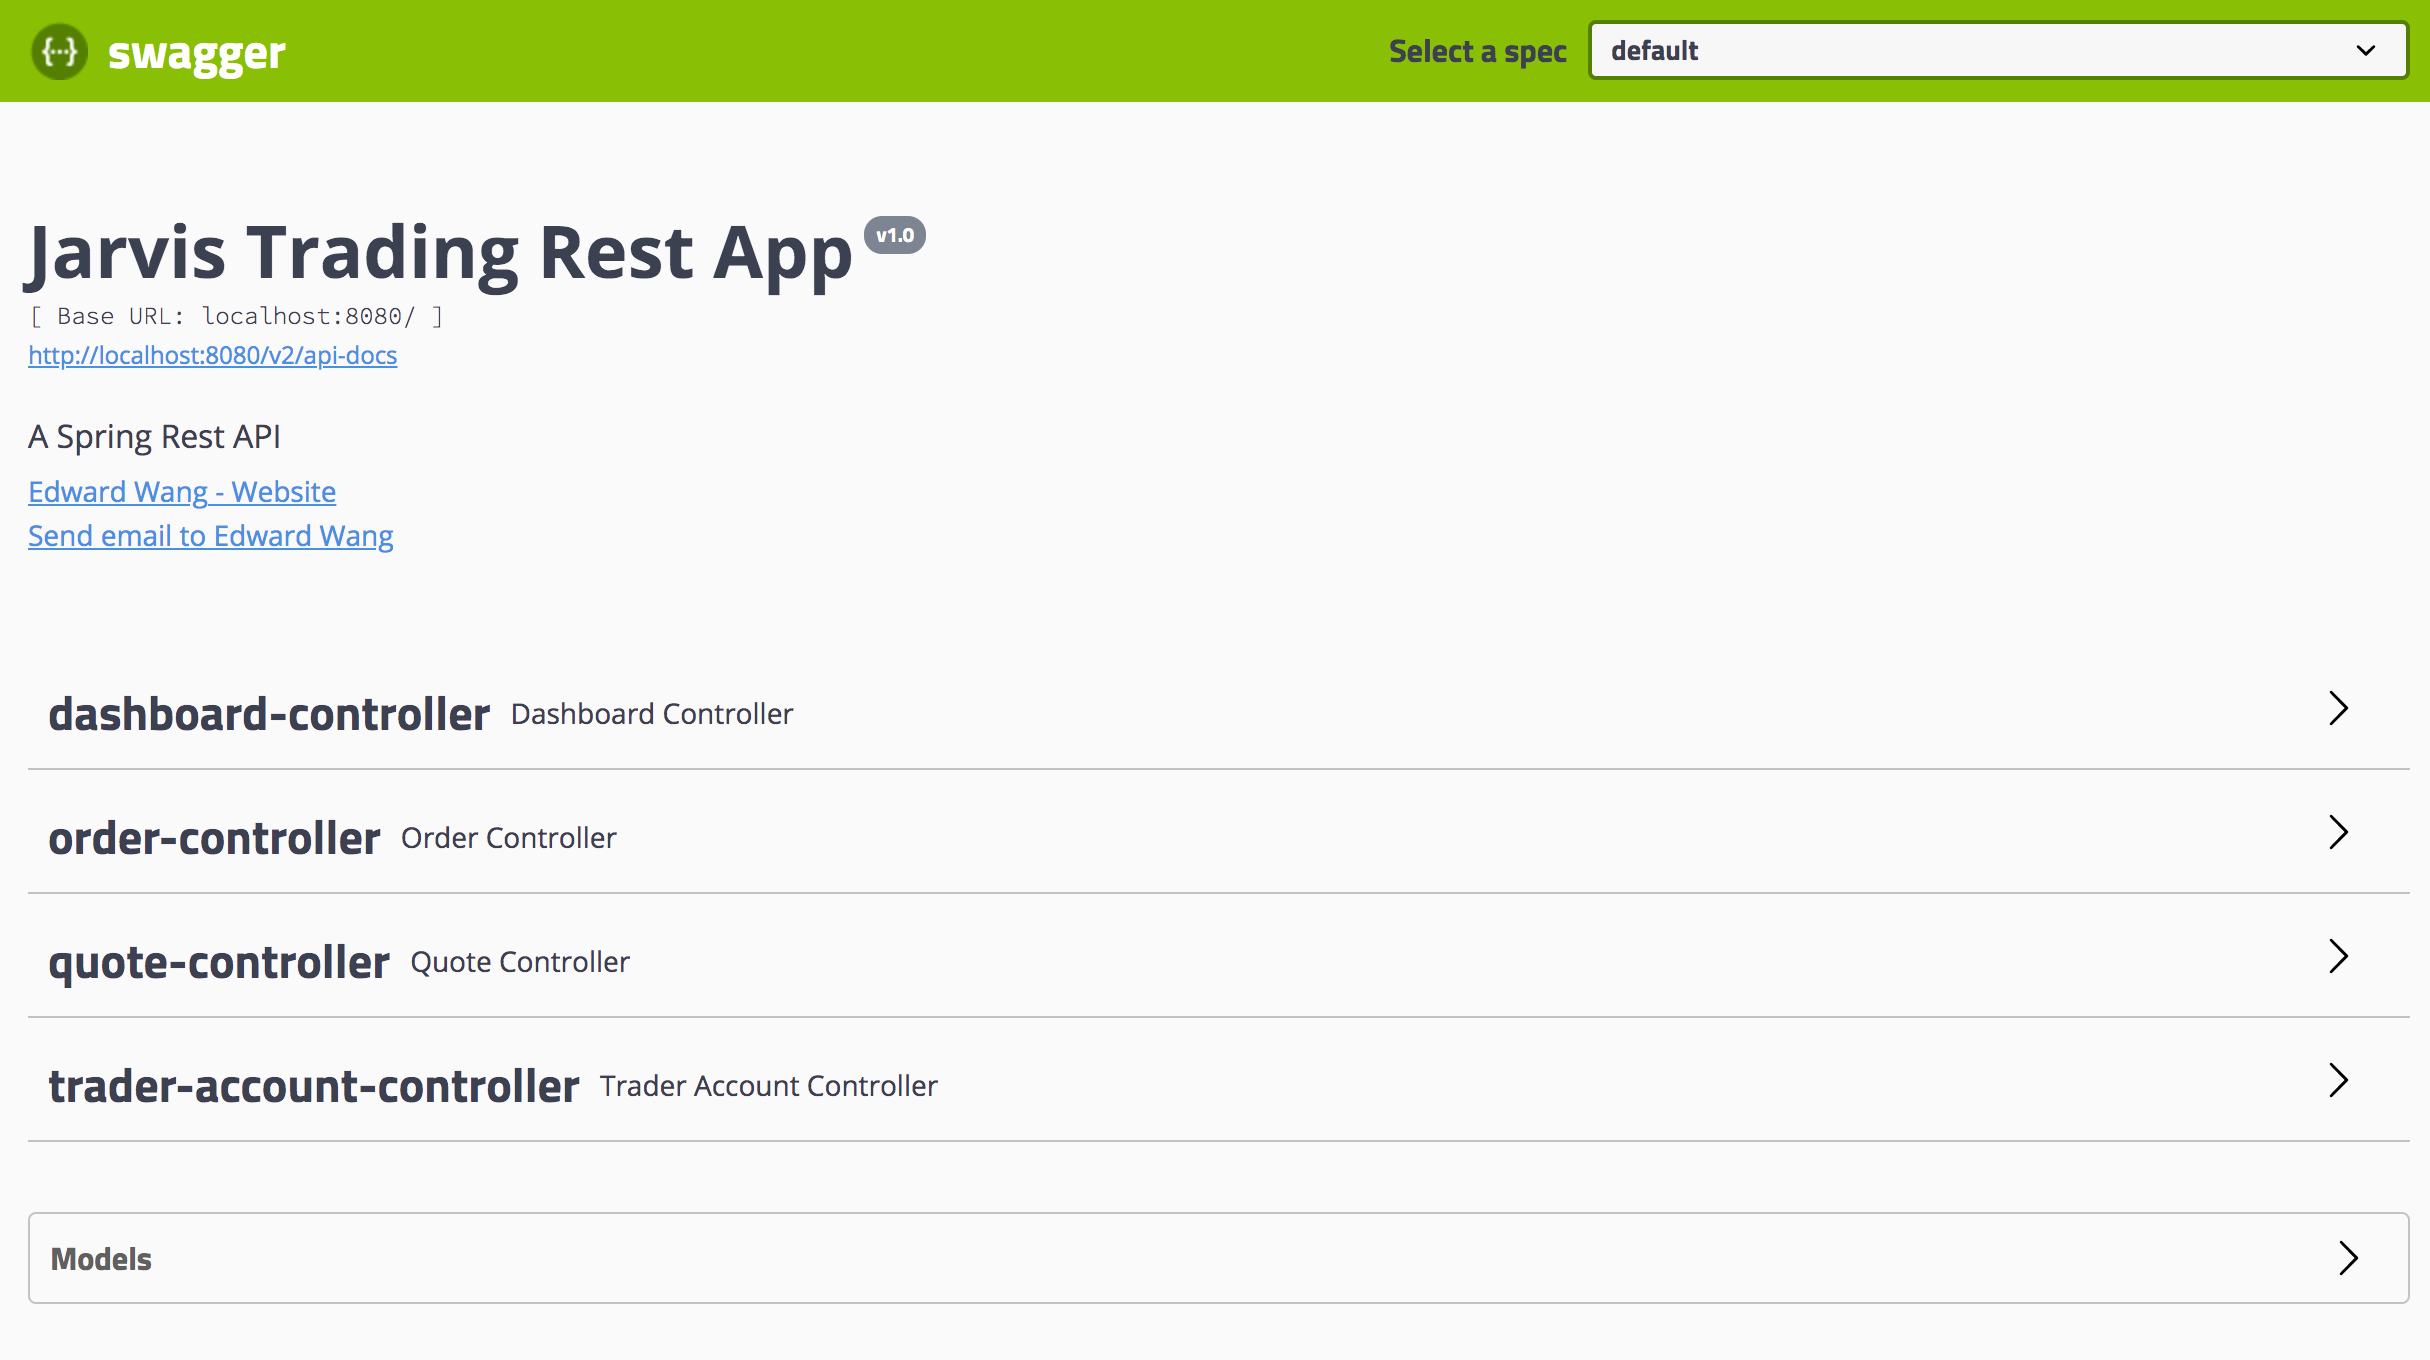 {···} swagger Select a spec default
Jarvis Trading Rest App v1.0
[ Base URL: localhost:8080/ ]
http://localhost:8080/v2/api-docs
A Spring Rest API
Edward Wang - Website
Send email to Edward Wang
dashboard-controller Dashboard Controller
order-controller Order Controller
quote-controller Quote Controller
trader-account-controller Trader Account Controller
Models